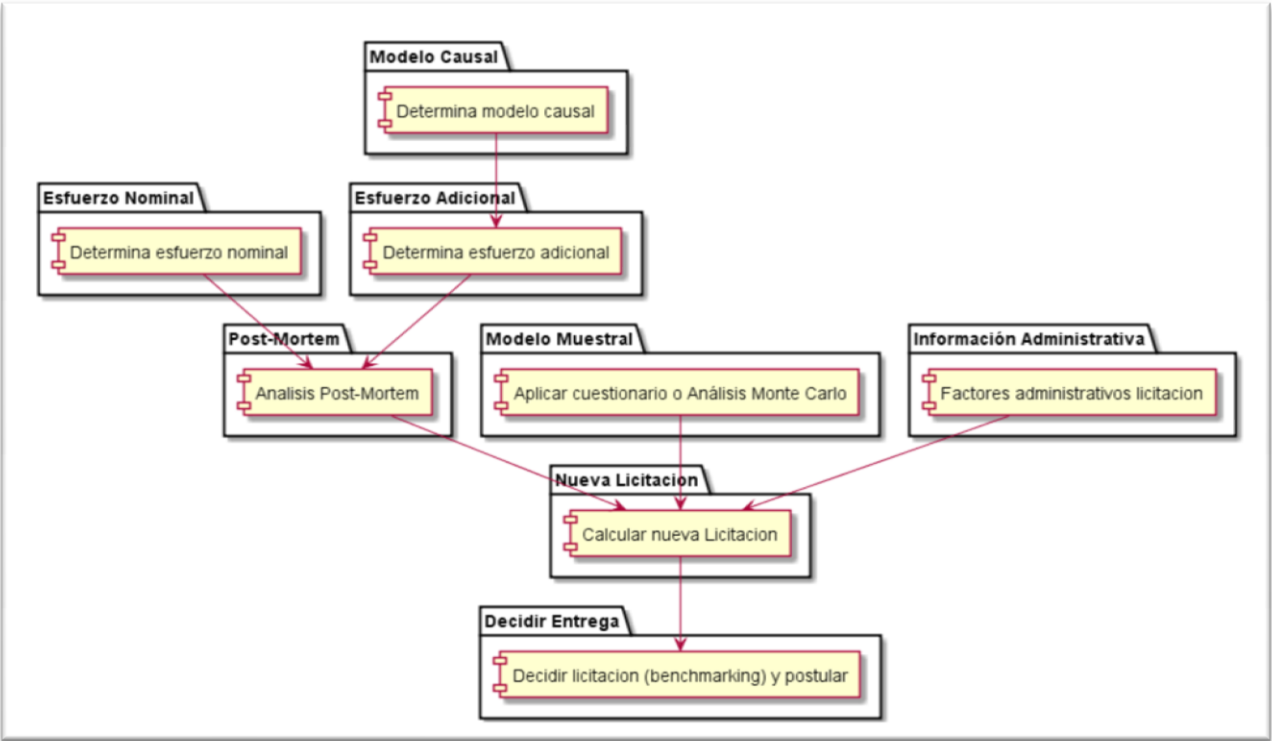 Modelo Causal
Determina modelo causal
Esfuerzo Nominal
Determina esfuerzo nominal
Esfuerzo Adicional
Determina esfuerzo adicional
Post-Mortem
Analisis Post-Mortem
Modelo Muestral
Aplicar cuestionario o Análisis Monte Carlo
Información Administrativa
Factores administrativos licitacion
Nueva Licitacion
Calcular nueva Licitacion
Decidir Entrega
Decidir licitacion (benchmarking) y postular